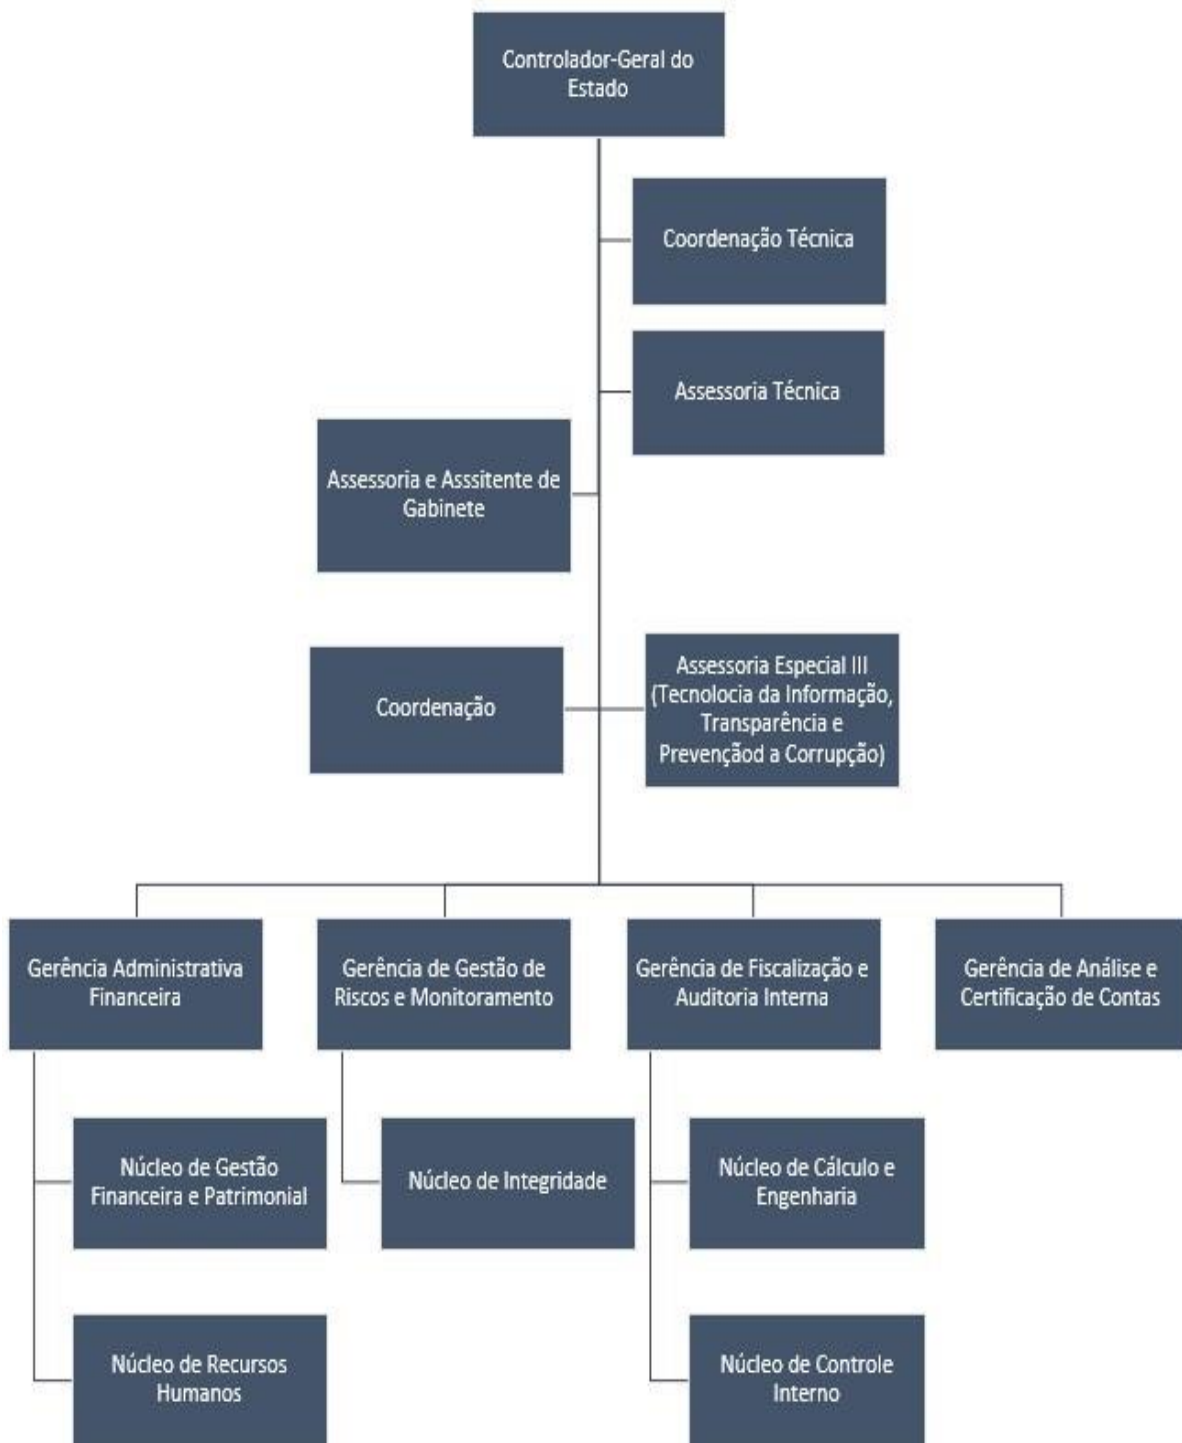 Controlador-Geral do
Estado
Coordenação Técnica
Assessoria Técnica
Assessoria e Asssitente de
Gabinete
Coordenação
Assessoria Especial III
(Tecnolocia da Informação,
Transparência e
Prevençãod a Corrupção)
Gerência Administrativa
Financeira
Gerência de Gestão de
Riscos e Monitoramento
Gerência de Fiscalização e
Auditoria Interna
Gerência de Análise e
Certificação de Contas
Núcleo de Gestão
Financeira e Patrimonial
Núcleo de Integridade
Núcleo de Cálculo e
Engenharia
Núcleo de Recursos
Humanos
Núcleo de Controle
Interno